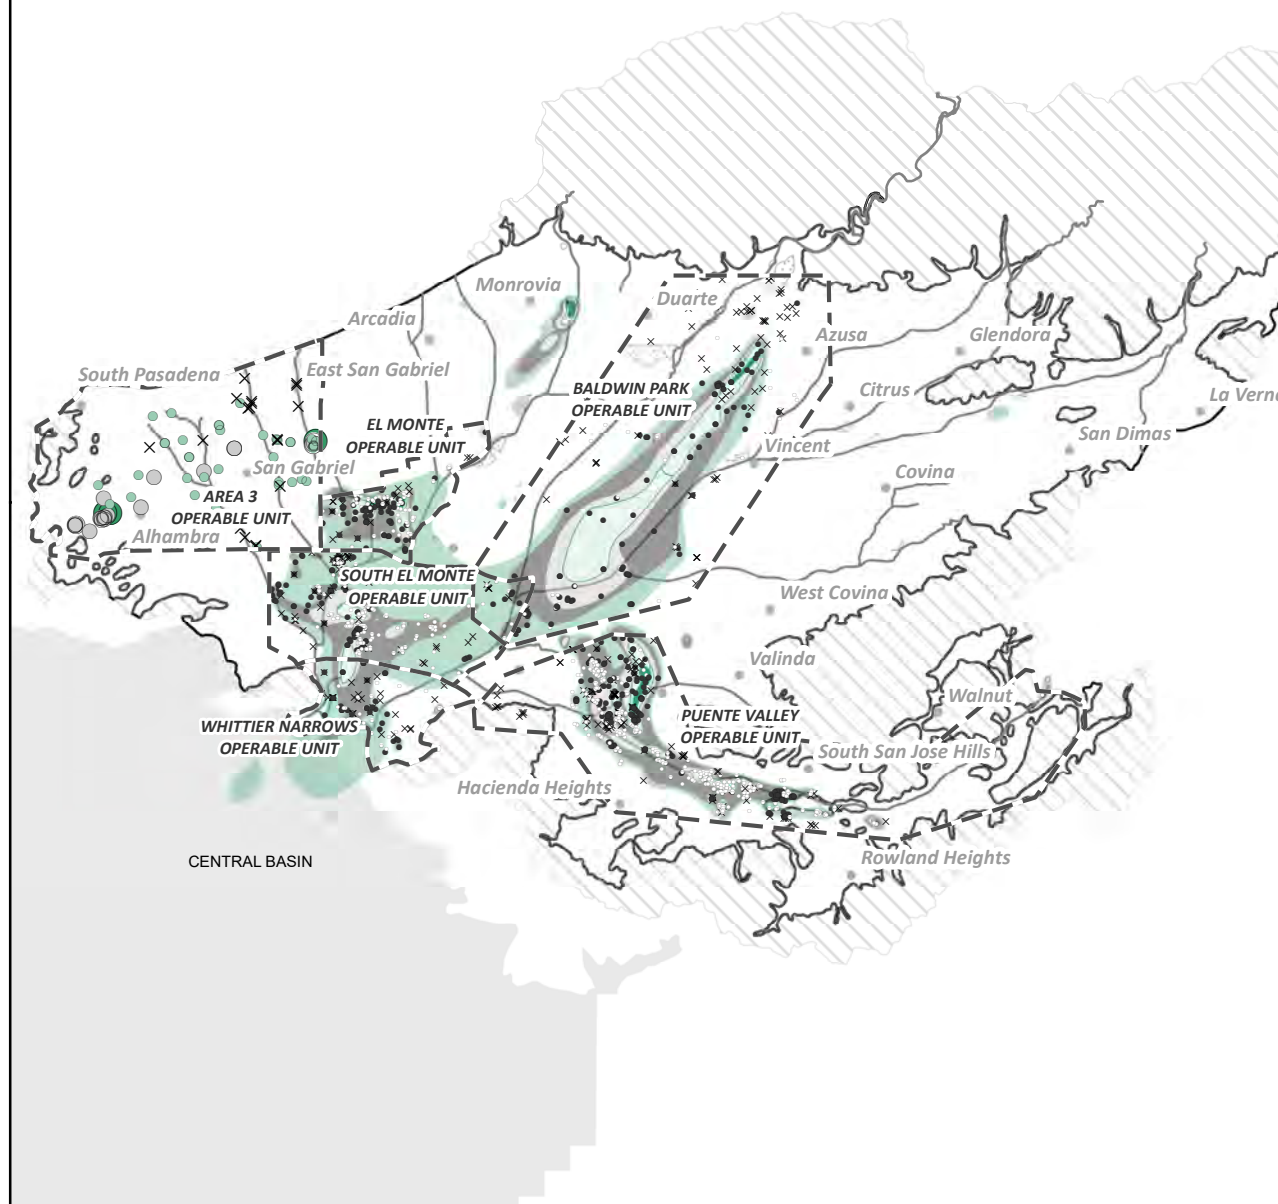 Monrovia
Duarte
Arcadia
Azusa
Glendora
South Pasadena
East San Gabriel
BALDWIN PARK
OPERABLE UNIT
Citrus
La Verne
EL MONTE
OPERABLE UNIT
San Dimas
Vincent
San Gabriel
Covina
AREA 3
OPERABLE UNIT
Alhambra
SOUTH EL MONTE
OPERABLE UNIT
West Covina
Valinda
Walnut
PUENTE VALLEY
OPERABLE UNIT
WHITTIER NARROWS
OPERABLE UNIT
South San Jose Hills
Hacienda Heights
Rowland Heights
CENTRAL BASIN